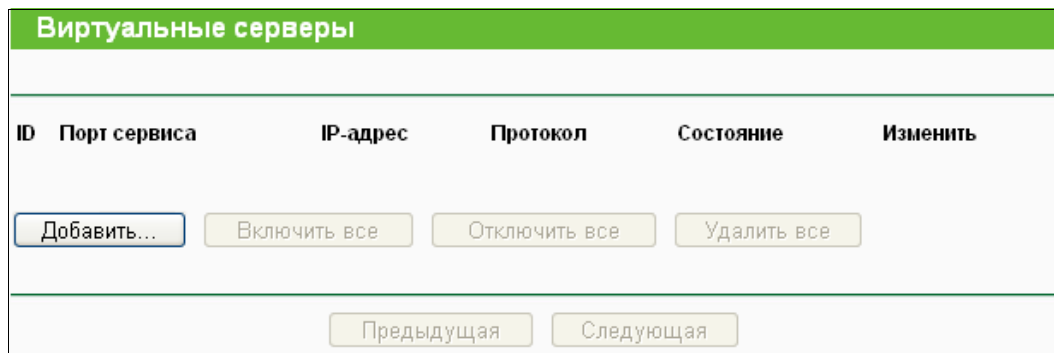 Виртуальные серверы
ID Порт сервиса IP-адрес Протокол Состояние Изменить
Добавить... Включить все Отключить все Удалить все
Предыдущая Следующая